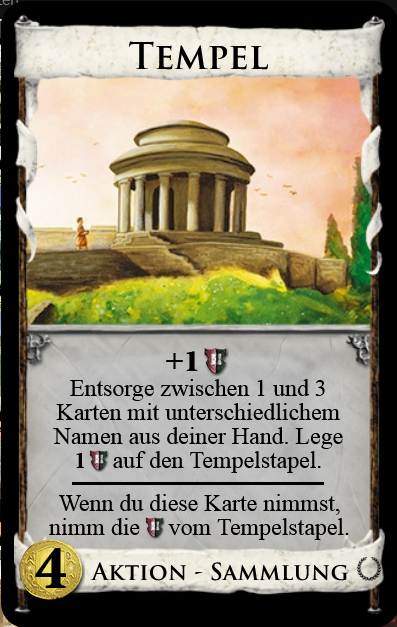 TEMPEL
+1
Entsorge zwischen 1 und 3
Karten mit unterschiedlichem
Namen aus deiner Hand. Lege
1 auf den Tempelstapel.
Wenn du diese Karte nimmst,
nimm die vom Tempelstapel.
4 AKTION - SAMMLUNG